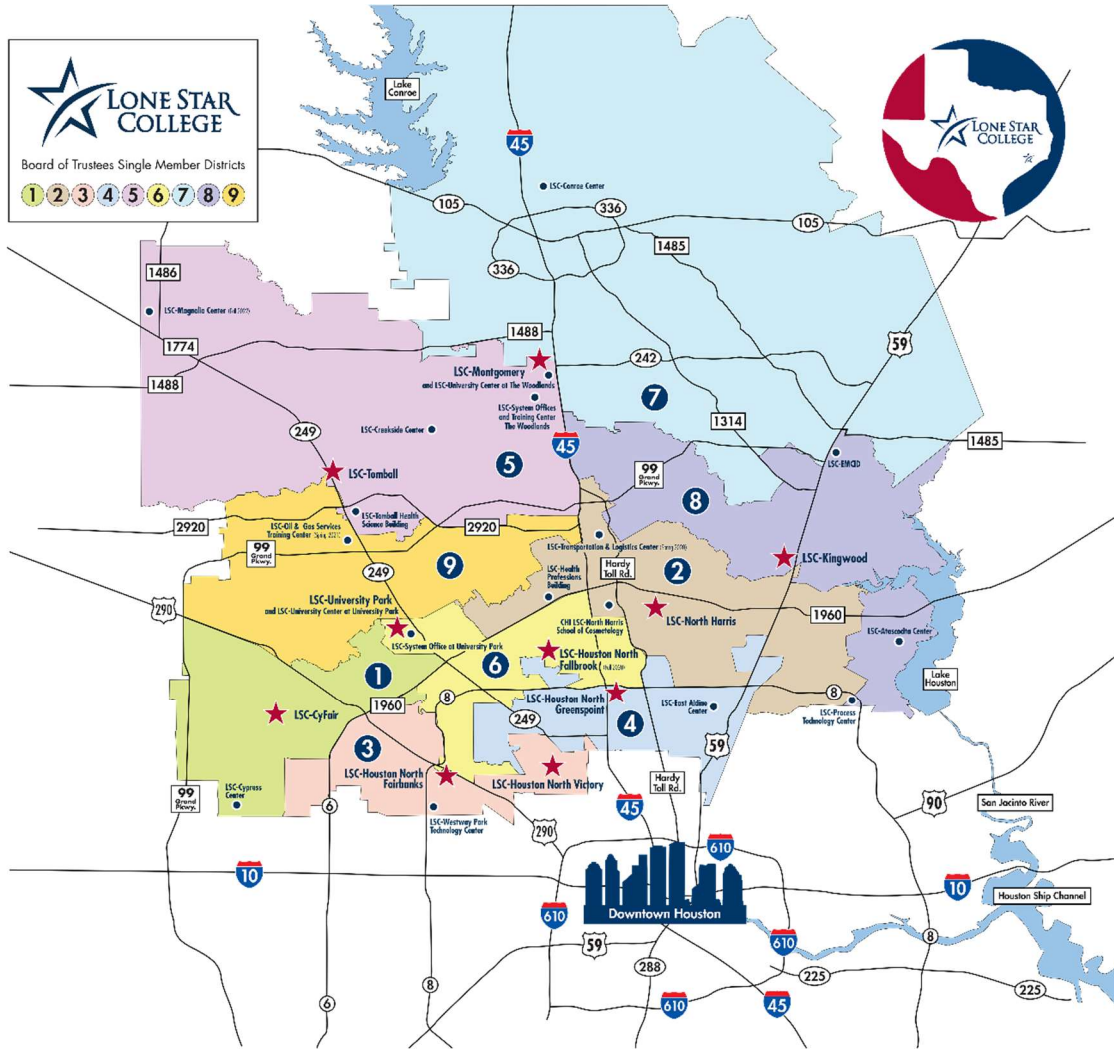 LONE STAR
COLLEGE
Board of Trustees Single Member Districts
1 2 3 4 5 6 7 8 9
Lake
Conroe
45
LONE STAR
COLLEGE
LSC-Conroe Center
105
336
105
1485
336
1486
LSC-Magnolia Center
1774
1488
59
242
1488
LSC-Montgomery
and LSC-University Center at The Woodlands
LSC-System Offices
and Training Center
The Woodlands
7
1314
249
LSC-Creekside Center
45
1485
LSC-EMCID
5
99
Grand
Pkwy.
LSC-Tomball
8
LSC-Tomball Health
Science Building
2920
LSC-Oil & Gas Services
Training Center
2920
LSC-Transportation & Logistics Center
99
Grand
Pkwy.
249
9
LSC-Health
Professions
Building
Hardy
Toll Rd.
2
LSC-Kingwood
290
LSC-University Park
and LSC-University Center at University Park
CHI LSC-North Harris
School of Cosmetology
LSC-North Harris
1960
LSC-Atascocita Center
LSC-System Office at University Park
6
LSC-Houston North
Fallbrook
1
Lake
Houston
8
1960
LSC-Houston North
Greenspoint
LSC-East Aldine
Center
8
LSC-Process
Technology Center
LSC-CyFair
249
4
59
3
LSC-Houston North
Fairbanks
LSC-Houston North Victory
Hardy
Toll Rd.
99
Grand
Pkwy.
LSC-Cypress
Center
6
LSC-Westway Park
Technology Center
45
90
San Jacinto River
290
610
10
10
Houston Ship Channel
Downtown Houston
610
59
610
8
288
225
225
6
8
610
45